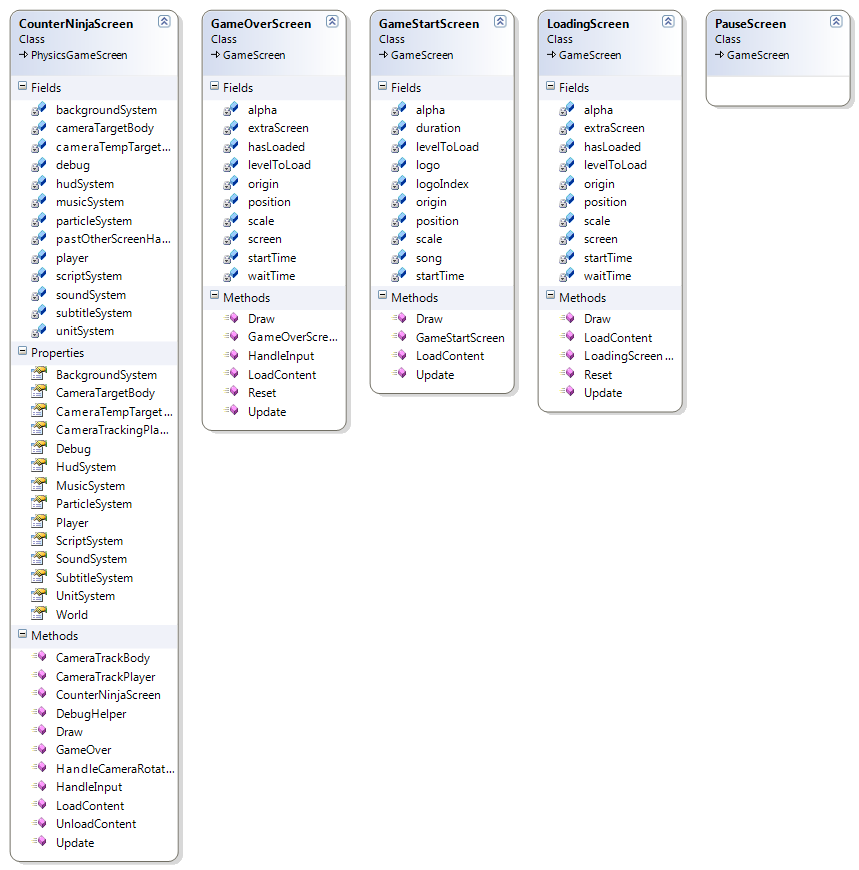 CounterNinjaScreen
Class
PhysicsGameScreen
Fields
backgroundSystem
cameraTargetBody
cameraTempTarget...
debug
hudSystem
musicSystem
particleSystem
pastOtherScreenHa...
player
scriptSystem
soundSystem
subtitleSystem
unitSystem
Properties
BackgroundSystem
CameraTargetBody
CameraTempTarget...
CameraTrackingPla...
Debug
HudSystem
MusicSystem
ParticleSystem
Player
ScriptSystem
SoundSystem
SubtitleSystem
UnitSystem
World
Methods
CameraTrackBody
CameraTrackPlayer
CounterNinjaScreen
DebugHelper
Draw
GameOver
HandleCameraRotat...
HandleInput
LoadContent
UnloadContent
Update
GameOverScreen
Class
GameScreen
Fields
alpha
extraScreen
hasLoaded
levelToLoad
origin
position
scale
screen
startTime
waitTime
Methods
Draw
GameOverScre...
HandleInput
LoadContent
Reset
Update
GameStartScreen
Class
GameScreen
Fields
alpha
duration
levelToLoad
logo
logoIndex
origin
position
scale
song
startTime
Methods
Draw
GameStartScreen
LoadContent
Update
LoadingScreen
Class
GameScreen
Fields
alpha
extraScreen
hasLoaded
levelToLoad
origin
position
scale
screen
startTime
waitTime
Methods
Draw
LoadContent
LoadingScreen ...
Reset
Update
PauseScreen
Class
GameScreen